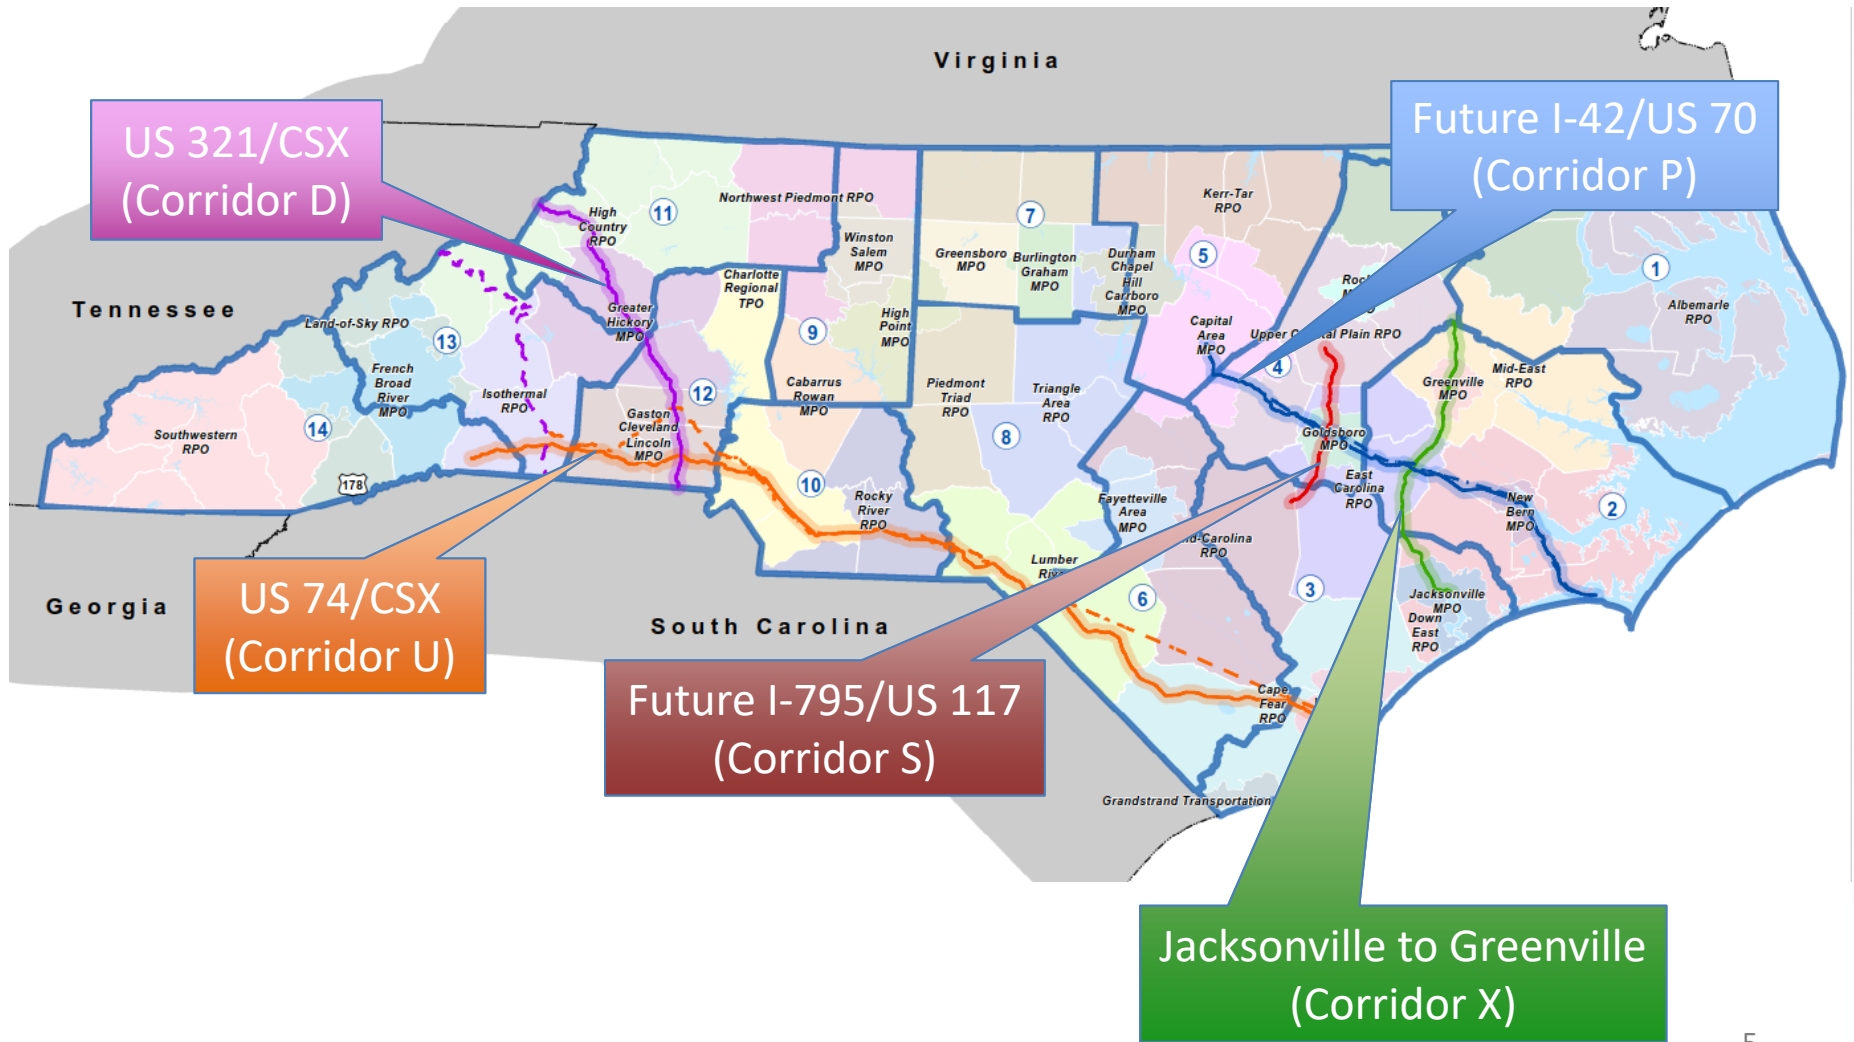 Virginia
US 321/CSX
(Corridor D)
Future I-42/US 70
(Corridor P)
High
Country
RPO
11
Northwest Piedmont RPO
Winston
Salem
MPO
7
Greensboro
MPO
Burlington
Graham
MPO
Durham
Chapel
Hill
Carrboro
MPO
Kerr-Tar
RPO
5
1
Albemarle
RPO
Tennessee
Land-of-Sky RPO
13
Greater
Hickory
MPO
Charlotte
Regional
TPO
9
High
Point
MPO
Capital
Area
MPO
Upper
Plain RPO
4
French
Broad
River
MPO
Isothermal
RPO
12
Cabarrus
Rowan
MPO
Piedmont
Triad
RPO
Triangle
Area
RPO
Greenville
MPO
Mid-East
RPO
14
Southwestern
RPO
Gaston
Cleveland
Lincoln
MPO
8
Goldsboro
MPO
178
10
Rocky
River
RPO
Fayetteville
Area
MPO
East
Carolina
RPO
New
Bern
MPO
2
RPO
Lumber
Georgia
US 74/CSX
(Corridor U)
South Carolina
6
3
Jacksonville
MPO
Down
East
RPO
Future I-795/US 117
(Corridor S)
Cape
Fear
RPO
Grandstrand Transportation
Jacksonville to Greenville
(Corridor X)